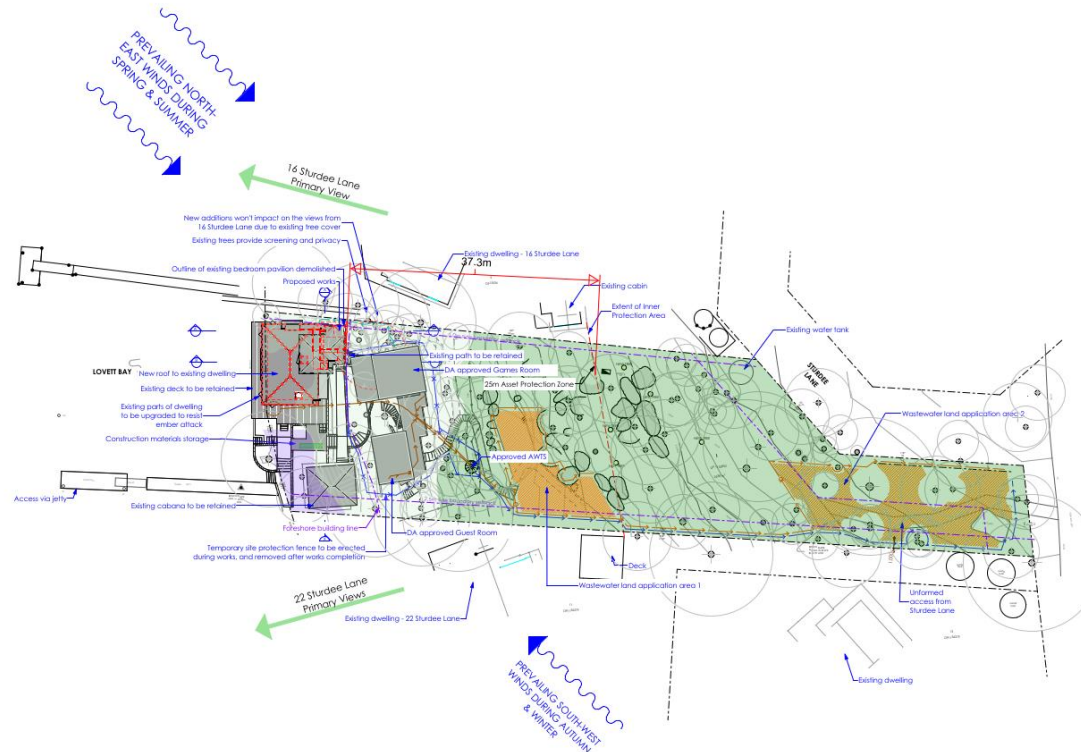 PREVAILING NORTH-
EAST WINDS DURING
SPRING & SUMMER
16 Sturdee Lane
Primary View
New additions won't impact on the views from
16 Sturdee Lane due to existing tree cover
Existing trees provide screening and privacy
Existing dwelling - 16 Sturdee Lane
37.3m
Outline of existing bedroom pavilion demolished
Proposed works
Existing cabin
Extent of Inner
Protection Area
Existing water tank
LOVETT BAY
Existing path to be retained
DA approved Games Room
New roof to existing dwelling
25m Asset Protection Zone
STURDEE
LANE
Existing deck to be retained
Existing parts of dwelling
to be upgraded to resist
ember attack
Wastewater land application area 2
Construction materials storage
Approved AWTS
Access via jetty
Existing cabana to be retained
Foreshore building line
DA approved Guest Room
Temporary site protection fence to be erected
during works, and removed after works completion
Deck
Wastewater land application area 1
22 Sturdee Lane
Primary Views
Existing dwelling - 22 Sturdee Lane
Unformed
access from
Sturdee Lane
Existing dwelling
PREVAILING SOUTH-WEST
WINDS DURING AUTUMN
& WINTER